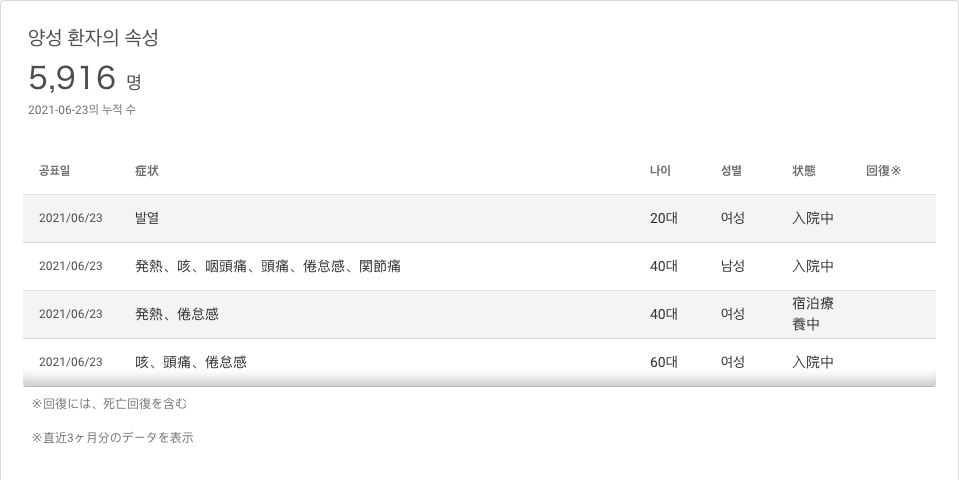 양성 환자의 속성
5,916 명
2021-06-23의 누적 수
공표일 症状 나이 성별 状態 回復※
2021/06/23 발열 20대 여성 入院中
2021/06/23 発熱、咳、咽頭痛、頭痛、倦怠感、関節痛 40대 남성 入院中
2021/06/23 発熱、倦怠感 40대 여성 宿泊療
養中
2021/06/23 咳、頭痛、倦怠感 60대 여성 入院中
※回復には、死亡回復を含む
※直近3ヶ月分のデータを表示